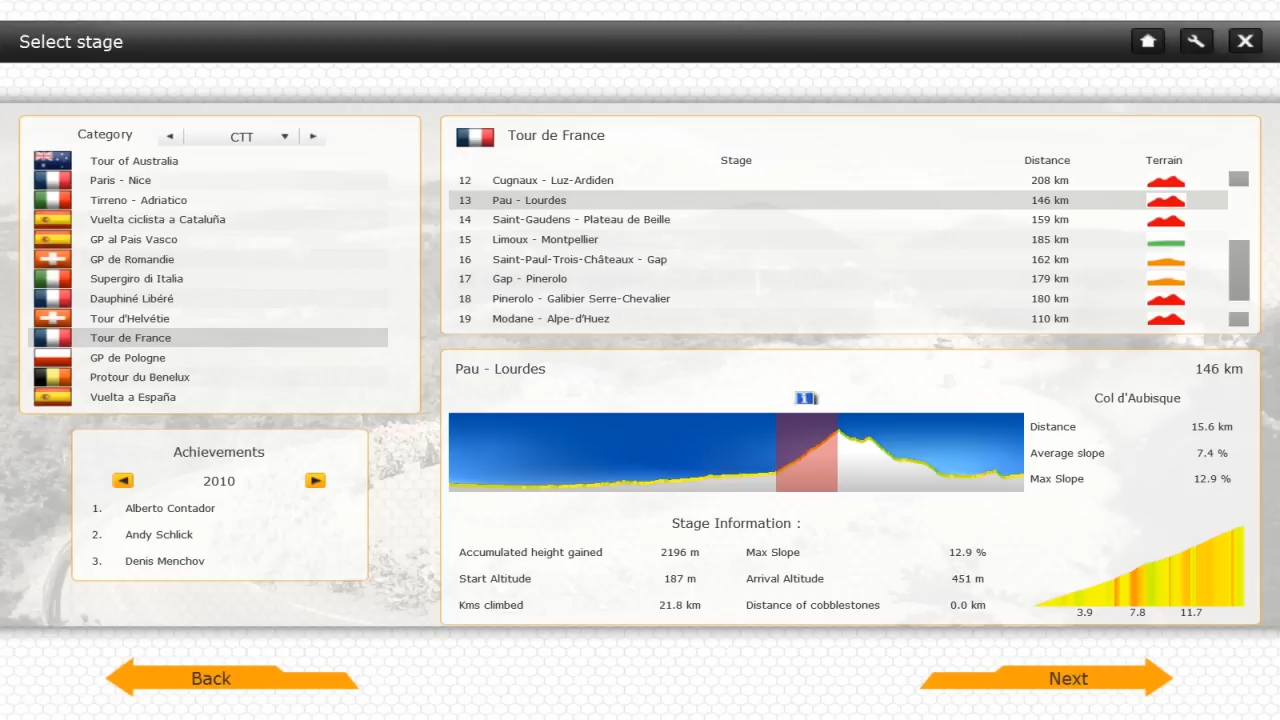 Select stage
Category
CTT
Tour of Australia
Paris - Nice
Tirreno - Adriatico
Vuelta ciclista a Cataluña
GP al Pais Vasco
GP de Romandie
Supergiro di Italia
Dauphiné Libéré
Tour d'Helvétie
Tour de France
GP de Pologne
Protour du Benelux
Vuelta a España
Achievements
2010
1. Alberto Contador
2. Andy Schlick
3. Denis Menchov
Tour de France
Stage Distance Terrain
12 Cugnaux - Luz-Ardiden 208 km
13 Pau - Lourdes 146 km
14 Saint-Gaudens - Plateau de Beille 159 km
15 Limoux - Montpellier 185 km
16 Saint-Paul-Trois-Châteaux - Gap 162 km
17 Gap - Pinerolo 179 km
18 Pinerolo - Galibier Serre-Chevalier 180 km
19 Modane - Alpe-d'Huez 110 km
Pau - Lourdes 146 km
1
Col d'Aubisque
Distance 15.6 km
Average slope 7.4 %
Max Slope 12.9 %
Stage Information :
Accumulated height gained 2196 m Max Slope 12.9 %
Start Altitude 187 m Arrival Altitude 451 m
Kms climbed 21.8 km Distance of cobblestones 0.0 km
3.9 7.8 11.7
Back
Next